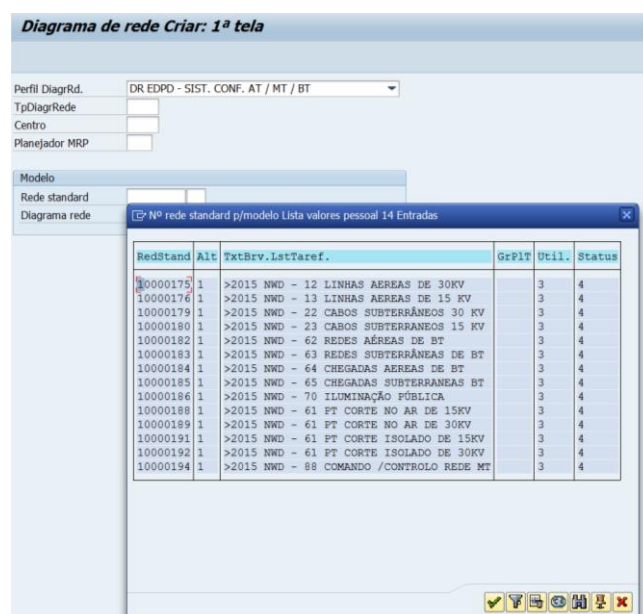 Diagrama de rede Criar: 1ª tela
Perfil DiagrRd. DR EDPD - SIST. CONF. AT / MT / BT
TpDiagrRede
Centro
Planejador MRP
Modelo
Rede standard
Diagrama rede
Nº rede standard p/modelo Lista valores pessoal 14 Entradas
RedStand Alt TxtBrv.LstTaref. GrPlT Util. Status
10000175 1 >2015 NWD - 12 LINHAS AEREAS DE 30KV 3 4
10000176 1 >2015 NWD - 13 LINHAS AEREAS DE 15 KV 3 4
10000179 1 >2015 NWD - 22 CABOS SUBTERRÂNEOS 30 KV 3 4
10000180 1 >2015 NWD - 23 CABOS SUBTERRANEOS 15 KV 3 4
10000182 1 >2015 NWD - 62 REDES AÉREAS DE BT 3 4
10000183 1 >2015 NWD - 63 REDES SUBTERRÂNEAS DE BT 3 4
10000184 1 >2015 NWD - 64 CHEGADAS AEREAS DE BT 3 4
10000185 1 >2015 NWD - 65 CHEGADAS SUBTERRANEAS BT 3 4
10000186 1 >2015 NWD - 70 ILUMINAÇÃO PÚBLICA 3 4
10000188 1 >2015 NWD - 61 PT CORTE NO AR DE 15KV 3 4
10000189 1 >2015 NWD - 61 PT CORTE NO AR DE 30KV 3 4
10000191 1 >2015 NWD - 61 PT CORTE ISOLADO DE 15KV 3 4
10000192 1 >2015 NWD - 61 PT CORTE ISOLADO DE 30KV 3 4
10000194 1 >2015 NWD - 88 COMANDO /CONTROLO REDE MT 3 4